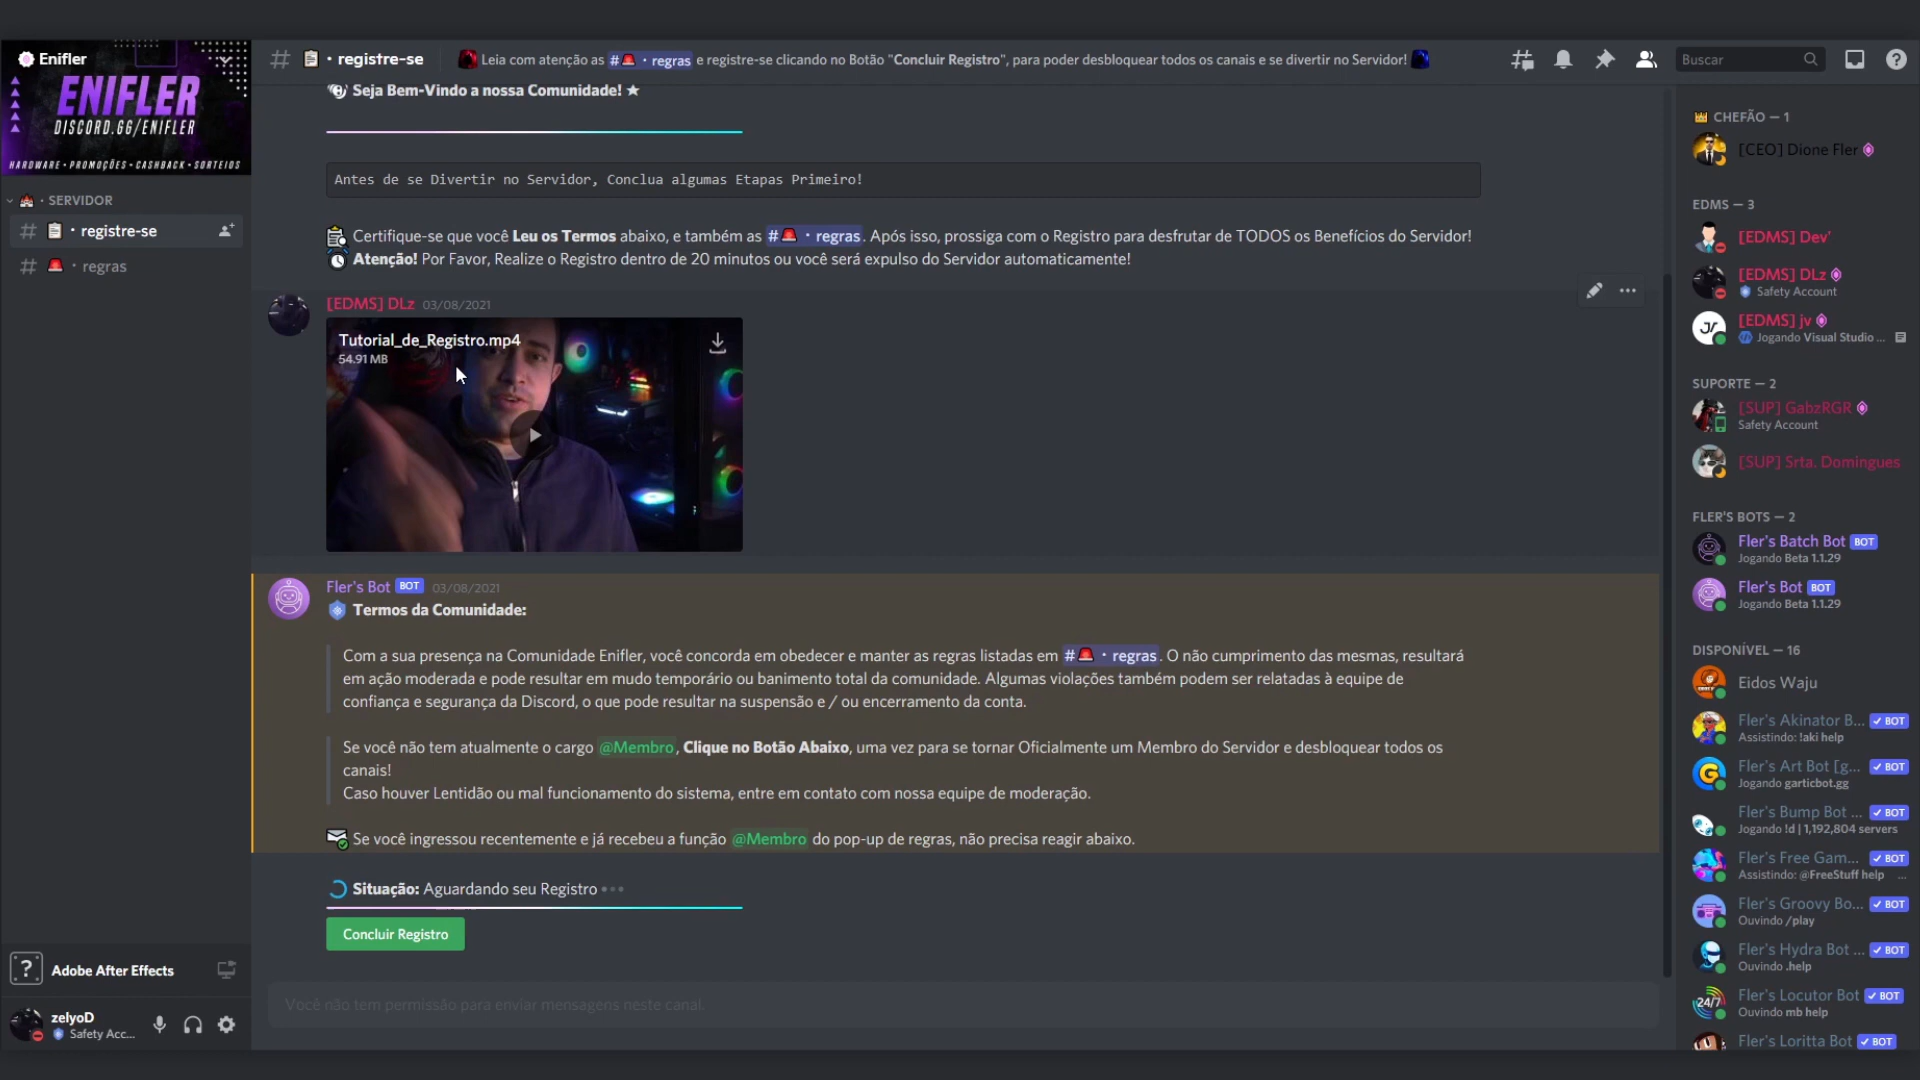 Enifler
ENIFLER
DISCORD.GG/ENIFLER
HARDWARE • PROMOÇÕES • CASHBACK • SORTEIOS
• SERVIDOR
• registre-se
• regras
Adobe After Effects
zelyoD
Safety Acc...
• registre-se
Leia com atenção as # • regras e registre-se clicando no Botão "Concluir Registro", para poder desbloquear todos os canais e se divertir no Servidor!
Buscar
Seja Bem-Vindo a nossa Comunidade! ★
Antes de se Divertir no Servidor, Conclua algumas Etapas Primeiro!
Certifique-se que você Leu os Termos abaixo, e também as # • regras. Após isso, prossiga com o Registro para desfrutar de TODOS os Benefícios do Servidor!
Atenção! Por Favor, Realize o Registro dentro de 20 minutos ou você será expulso do Servidor automaticamente!
[EDMS] DLz 03/08/2021
Tutorial_de_Registro.mp4
54.91 MB
Fler's Bot BOT 03/08/2021
Termos da Comunidade:
Com a sua presença na Comunidade Enifler, você concorda em obedecer e manter as regras listadas em # • regras. O não cumprimento das mesmas, resultará
em ação moderada e pode resultar em mudo temporário ou banimento total da comunidade. Algumas violações também podem ser relatadas à equipe de
confiança e segurança da Discord, o que pode resultar na suspensão e / ou encerramento da conta.
Se você não tem atualmente o cargo @Membro, Clique no Botão Abaixo, uma vez para se tornar Oficialmente um Membro do Servidor e desbloquear todos os
canais!
Caso houver Lentidão ou mal funcionamento do sistema, entre em contato com nossa equipe de moderação.
Se você ingressou recentemente e já recebeu a função @Membro do pop-up de regras, não precisa reagir abaixo.
Situação: Aguardando seu Registro •••
Concluir Registro
Você não tem permissão para enviar mensagens neste canal.
CHEFÃO — 1
[CEO] Dione Fler
EDMS — 3
[EDMS] Dev'
[EDMS] DLz
Safety Account
[EDMS] jv
Jogando Visual Studio ...
SUPORTE — 2
[SUP] GabzRGR
Safety Account
[SUP] Srta. Domingues
FLER'S BOTS — 2
Fler's Batch Bot BOT
Jogando Beta 1.1.29
Fler's Bot BOT
Jogando Beta 1.1.29
DISPONÍVEL — 16
Eidos Waju
Fler's Akinator B... ✓ BOT
Assistindo: !aki help
Fler's Art Bot [g... ✓ BOT
Jogando garticbot.gg
Fler's Bump Bot ... ✓ BOT
Jogando !d | 1,192,804 servers
Fler's Free Gam... ✓ BOT
Assistindo: @FreeStuff help ...
Fler's Groovy Bo... ✓ BOT
Ouvindo /play
Fler's Hydra Bot ... ✓ BOT
Ouvindo .help
24/7
Fler's Locutor Bot ✓ BOT
Ouvindo mb help
Fler's Loritta Bot ✓ BOT